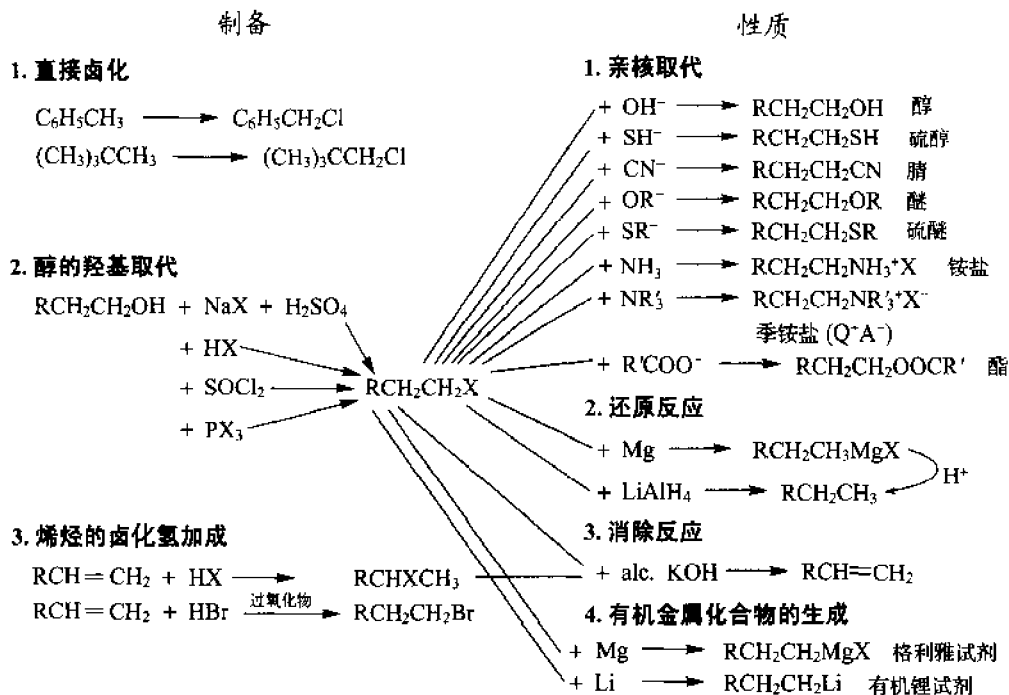 制备
1. 直接卤化
C₆H₅CH₃ → C₆H₅CH₂Cl
(CH₃)₃CCH₃ → (CH₃)₃CCH₂Cl
2. 醇的羟基取代
RCH₂CH₂OH + NaX + H₂SO₄
+ HX
+ SOCl₂
+ PX₃
RCH₂CH₂X
3. 烯烃的卤化氢加成
RCH=CH₂ + HX → RCHXCH₃
RCH=CH₂ + HBr 过氧化物 → RCH₂CH₂Br
性质
1. 亲核取代
+ OH⁻ → RCH₂CH₂OH 醇
+ SH⁻ → RCH₂CH₂SH 硫醇
+ CN⁻ → RCH₂CH₂CN 腈
+ OR⁻ → RCH₂CH₂OR 醚
+ SR⁻ → RCH₂CH₂SR 硫醚
+ NH₃ → RCH₂CH₂NH₃⁺X 铵盐
+ NR′₃ → RCH₂CH₂NR′₃⁺X⁻
季铵盐 (Q⁺A⁻)
+ R′COO⁻ → RCH₂CH₂OOCR′ 酯
2. 还原反应
+ Mg → RCH₂CH₃MgX
H⁺
+ LiAlH₄ → RCH₂CH₃
3. 消除反应
+ alc. KOH → RCH=CH₂
4. 有机金属化合物的生成
+ Mg → RCH₂CH₂MgX 格利雅试剂
+ Li → RCH₂CH₂Li 有机锂试剂